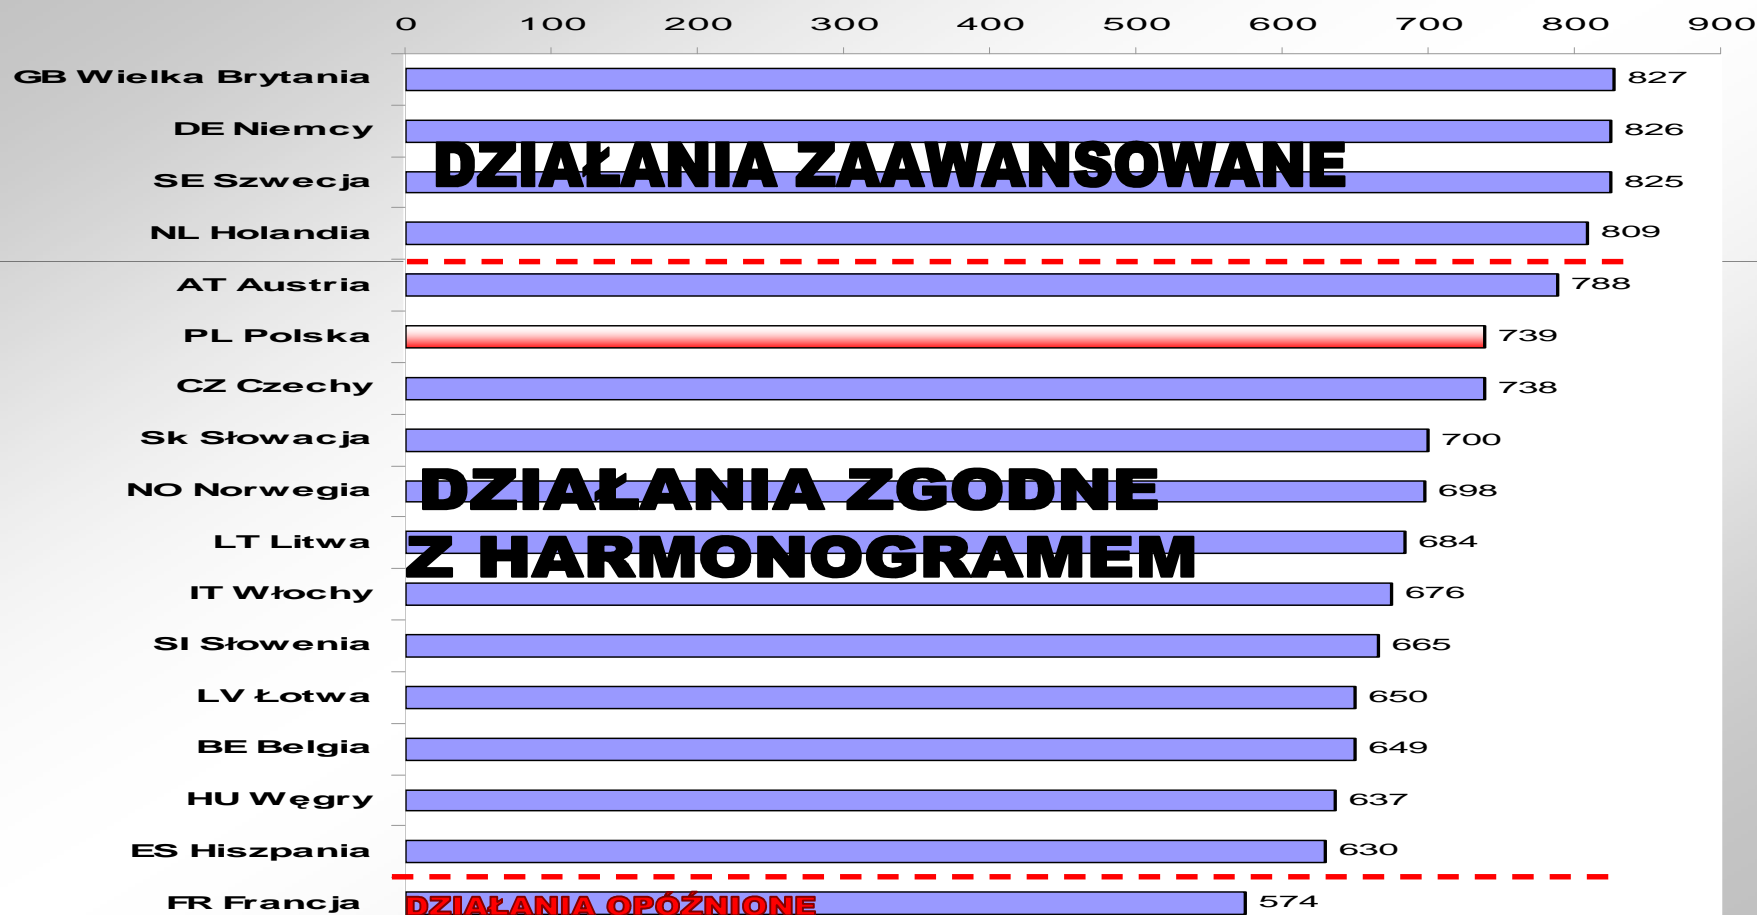 0 100 200 300 400 500 600 700 800 900
GB Wielka Brytania 827
DE Niemcy 826
DZIAŁANIA ZAAWANSOWANE
SE Szwecja 825
NL Holandia 809
AT Austria 788
PL Polska 739
CZ Czechy 738
Sk Słowacja 700
NO Norwegia 698
DZIAŁANIA ZGODNE
LT Litwa 684
Z HARMONOGRAMEM
IT Włochy 676
SI Słowenia 665
LV Łotwa 650
BE Belgia 649
HU Węgry 637
ES Hiszpania 630
FR Francja 574
DZIAŁANIA OPÓŹNIONE